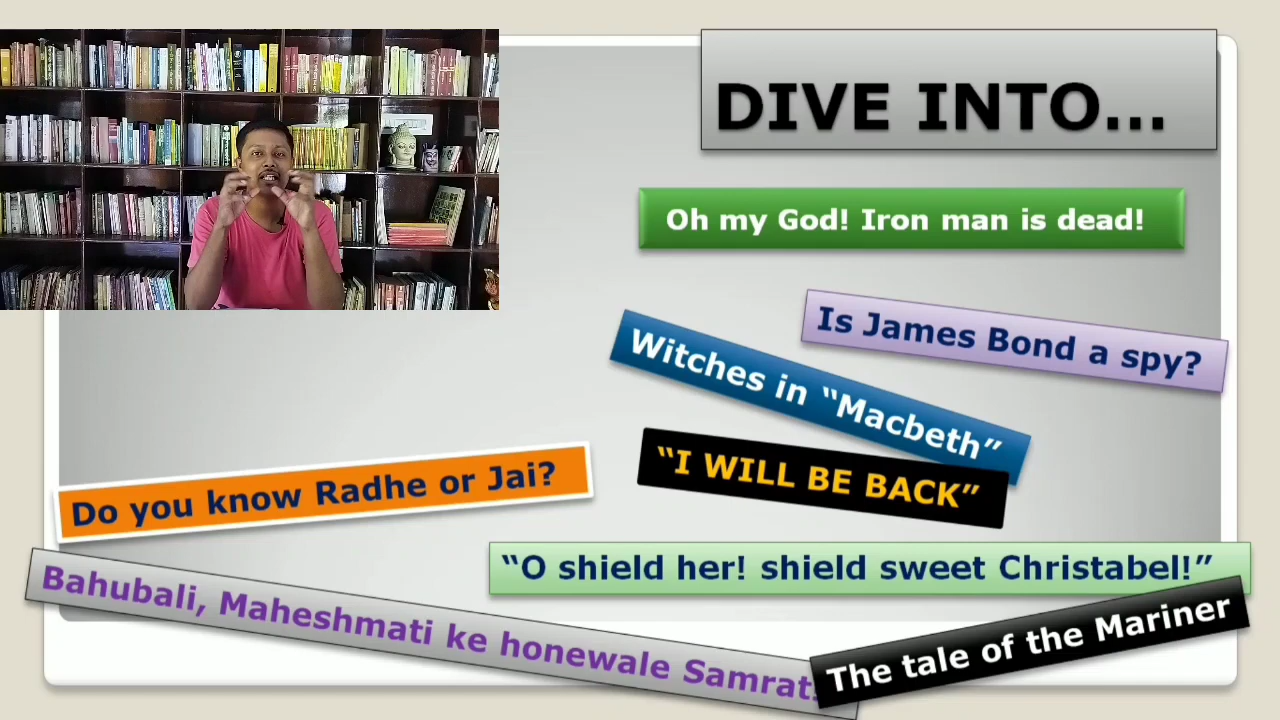 DIVE INTO...
Oh my God! Iron man is dead!
Is James Bond a spy?
Witches in “Macbeth”
“I WILL BE BACK”
Do you know Radhe or Jai?
“O shield her! shield sweet Christabel!”
Bahubali, Maheshmati ke honewale Samrat
The tale of the Mariner